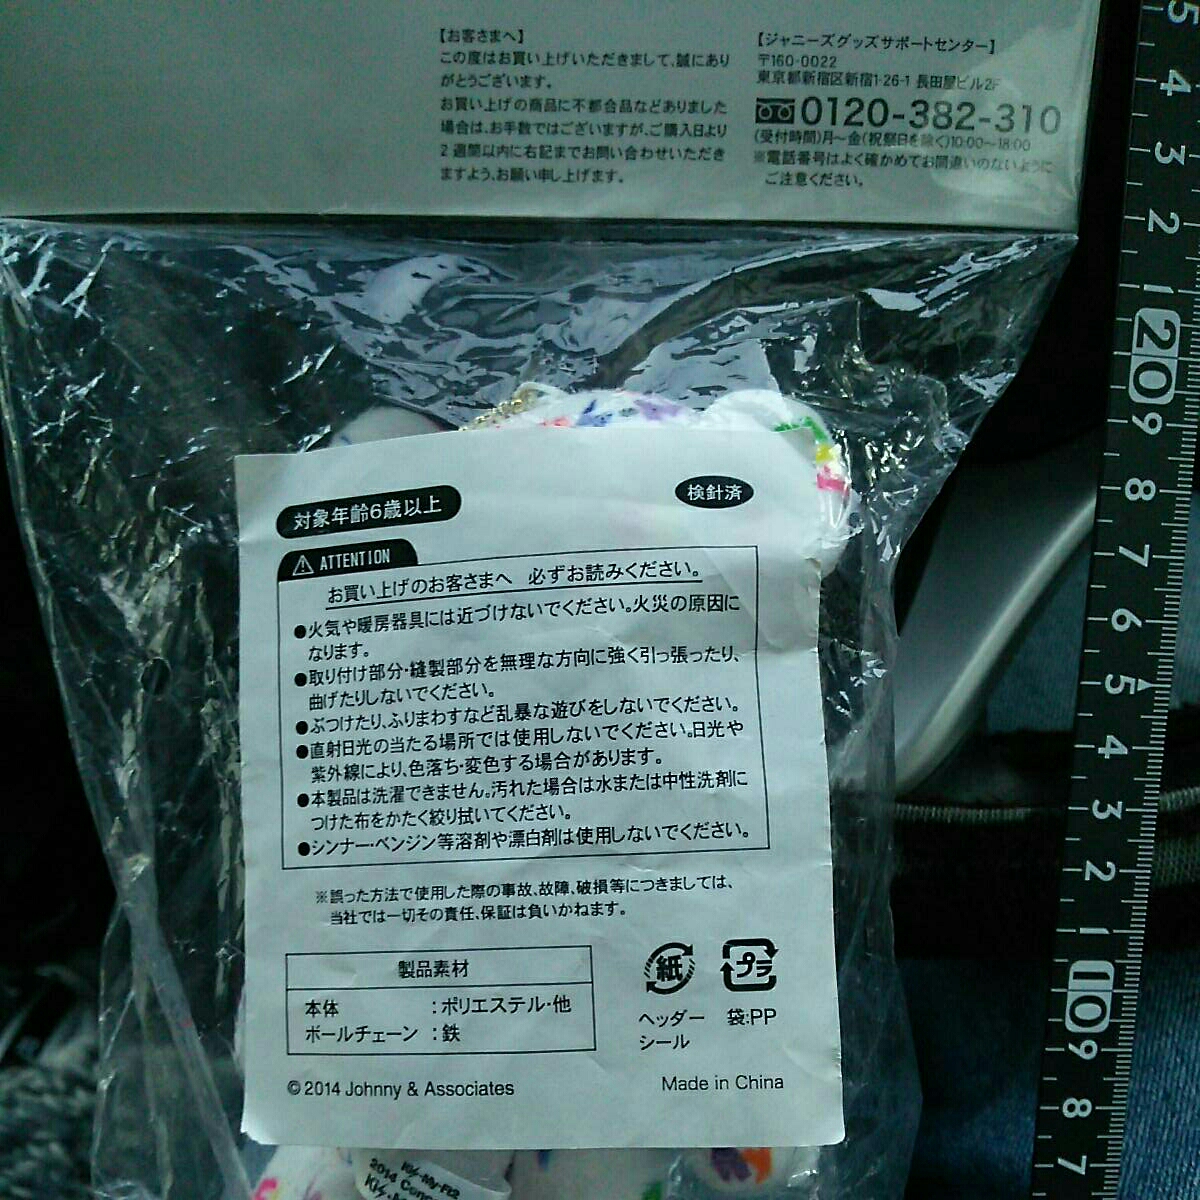 【お客さまへ】
この度はお買い上げいただきまして、誠にあり
がとうございます。
お買い上げの商品に不都合品などありました
場合は、お手数ではございますが、ご購入日より
2週間以内に右記までお問い合わせいただき
ますよう、お願い申し上げます。
【ジャニーズグッズサポートセンター】
〒160-0022
東京都新宿区新宿1-26-1 長田屋ビル2F
0120-382-310
(受付時間)月～金(祝祭日を除く)10:00～18:00
※電話番号はよく確かめてお間違いのないように
ご注意ください。
対象年齢6歳以上
検針済
ATTENTION
お買い上げのお客さまへ 必ずお読みください。
●火気や暖房器具には近づけないでください。火災の原因に
なります。
●取り付け部分・縫製部分を無理な方向に強く引っ張ったり、
曲げたりしないでください。
●ぶつけたり、ふりまわすなど乱暴な遊びをしないでください。
●直射日光の当たる場所では使用しないでください。日光や
紫外線により、色落ち・変色する場合があります。
●本製品は洗濯できません。汚れた場合は水または中性洗剤に
つけた布をかたく絞り拭いてください。
●シンナー・ベンジン等溶剤や漂白剤は使用しないでください。
※誤った方法で使用した際の事故、故障、破損等につきましては、
当社では一切その責任、保証は負いかねます。
製品素材
本体 :ポリエステル・他
ボールチェーン :鉄
紙
プラ
ヘッダー
シール
袋:PP
© 2014 Johnny & Associates
Made in China
Kis-My-Ft2
2014
5
4
3
2
1
20
9
8
7
6
5
4
3
2
1
10
9
8
7